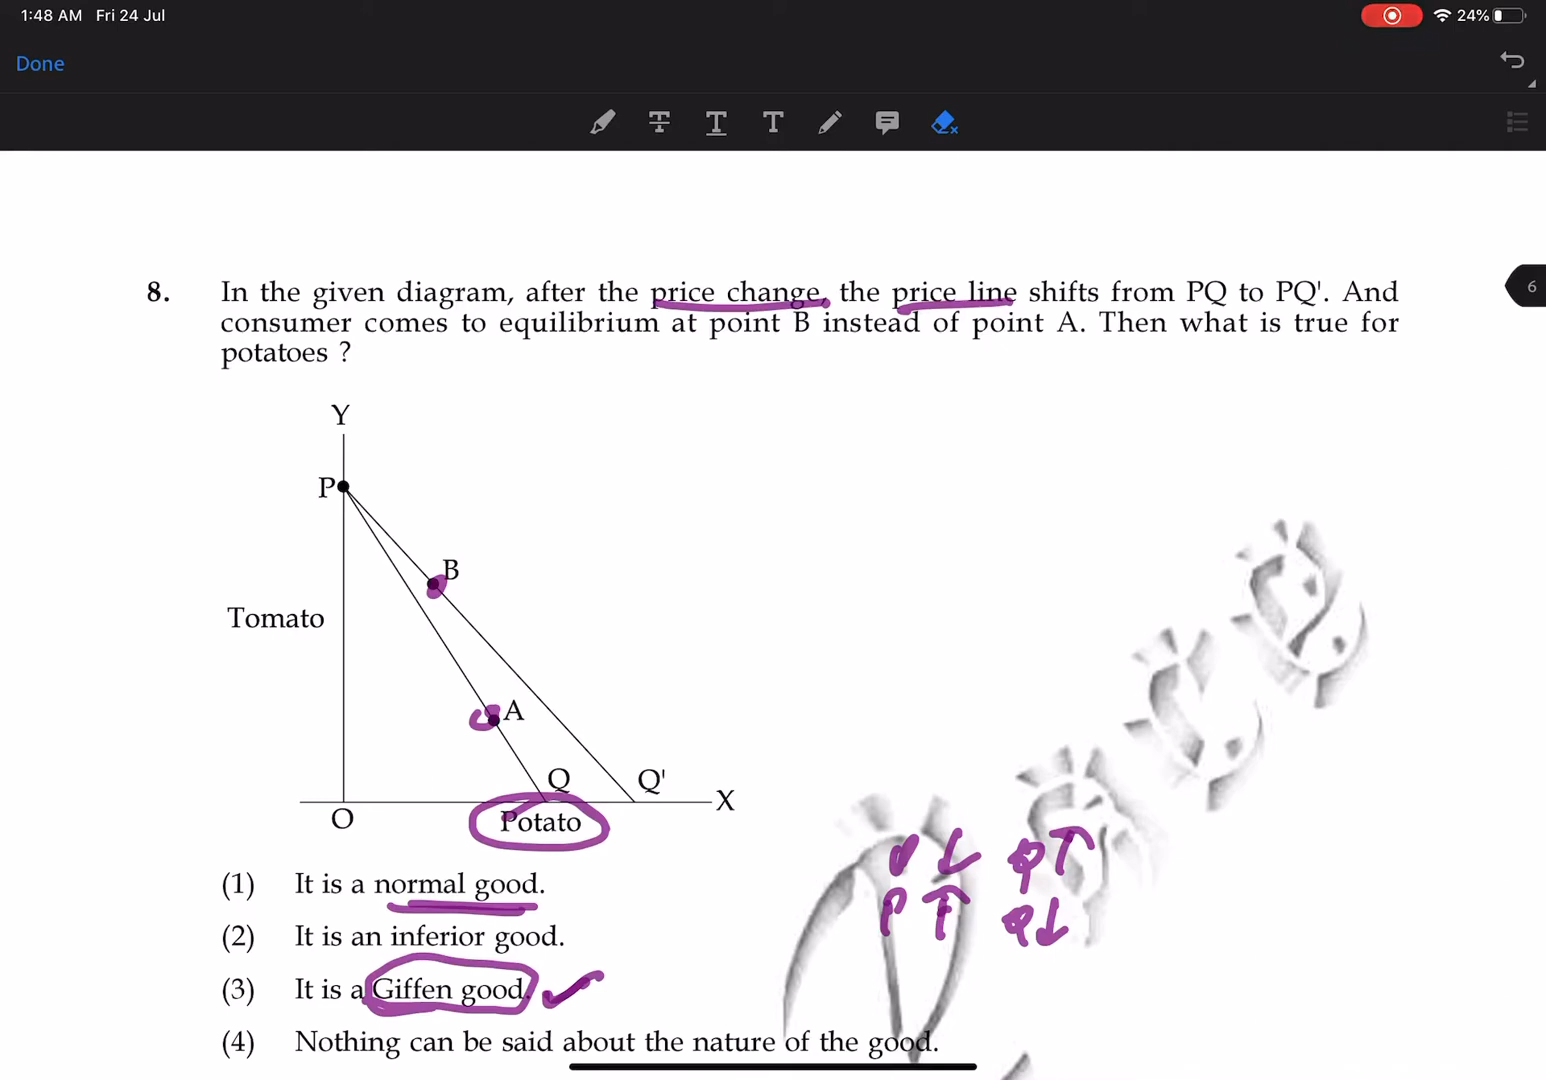 1:48 AM Fri 24 Jul
24%
Done
6
8. In the given diagram, after the price change, the price line shifts from PQ to PQ'. And
consumer comes to equilibrium at point B instead of point A. Then what is true for
potatoes ?
Y
P
B
Tomato
A
Q Q'
X
O
Potato
(1) It is a normal good.
P ↓ Q ↑
P ↑ Q ↓
(2) It is an inferior good.
(3) It is a Giffen good.
(4) Nothing can be said about the nature of the good.